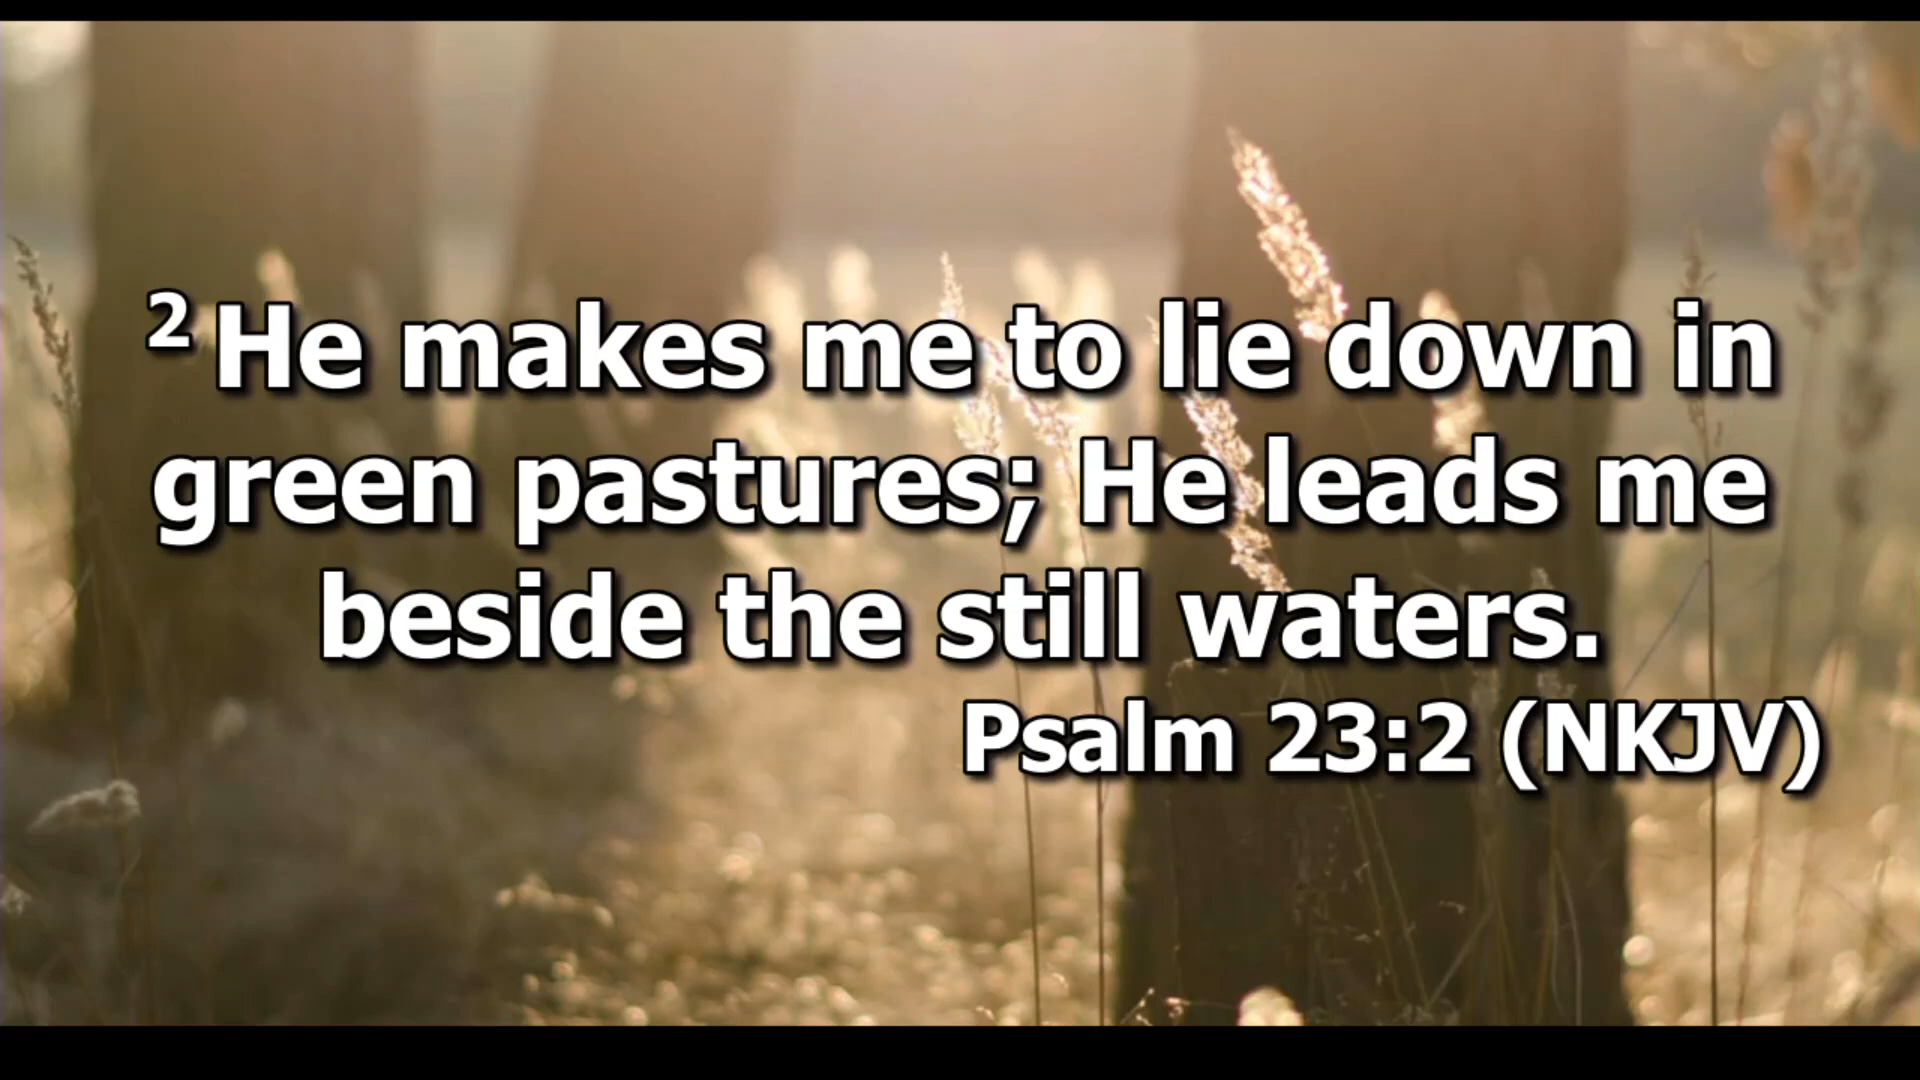 2 He makes me to lie down in
green pastures; He leads me
beside the still waters.
Psalm 23:2 (NKJV)